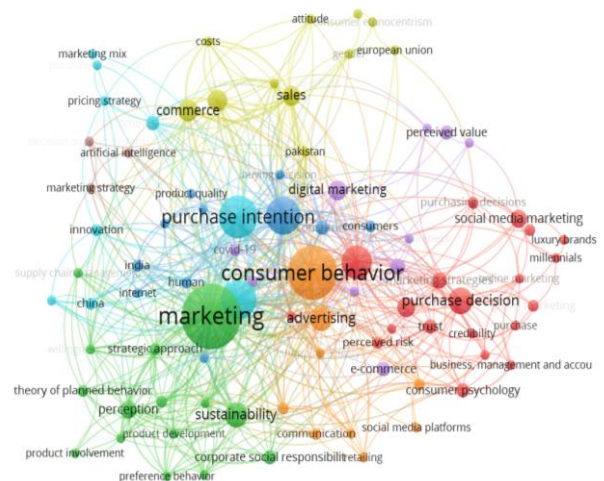 attitude
costs
european union
marketing mix
sales
pricing strategy
commerce
perceived value
artificial intelligence
pakistan
marketing strategy
product quality
digital marketing
purchasing decisions
purchase intention
social media marketing
innovation
consumers
luxury brands
covid-19
millennials
india
consumer behavior
human
marketing strategies
internet
china
purchase decision
marketing
advertising
trust
credibility
purchase
strategic approach
perceived risk
business, management and accou
e-commerce
theory of planned behavior
consumer psychology
perception
sustainability
product development
communication
social media platforms
product involvement
corporate social responsibilit
retailing
preference behavior